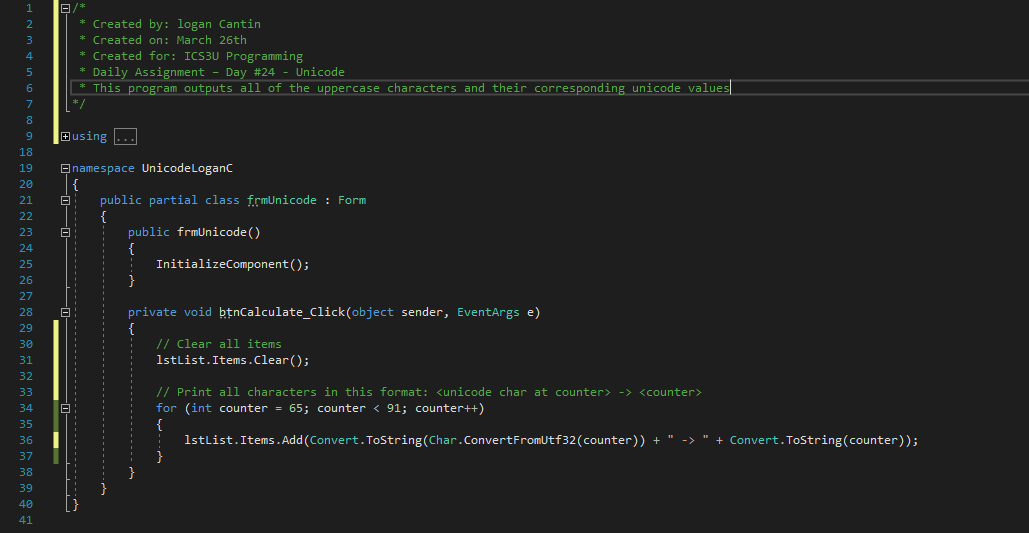 1 /*
2 * Created by: logan Cantin
3 * Created on: March 26th
4 * Created for: ICS3U Programming
5 * Daily Assignment – Day #24 - Unicode
6 * This program outputs all of the uppercase characters and their corresponding unicode values
7 */
8
9 using ...
18
19 namespace UnicodeLoganC
20 {
21 public partial class frmUnicode : Form
22 {
23 public frmUnicode()
24 {
25 InitializeComponent();
26 }
27
28 private void btnCalculate_Click(object sender, EventArgs e)
29 {
30 // Clear all items
31 lstList.Items.Clear();
32
33 // Print all characters in this format: <unicode char at counter> -> <counter>
34 for (int counter = 65; counter < 91; counter++)
35 {
36 lstList.Items.Add(Convert.ToString(Char.ConvertFromUtf32(counter)) + " -> " + Convert.ToString(counter));
37 }
38 }
39 }
40 }
41